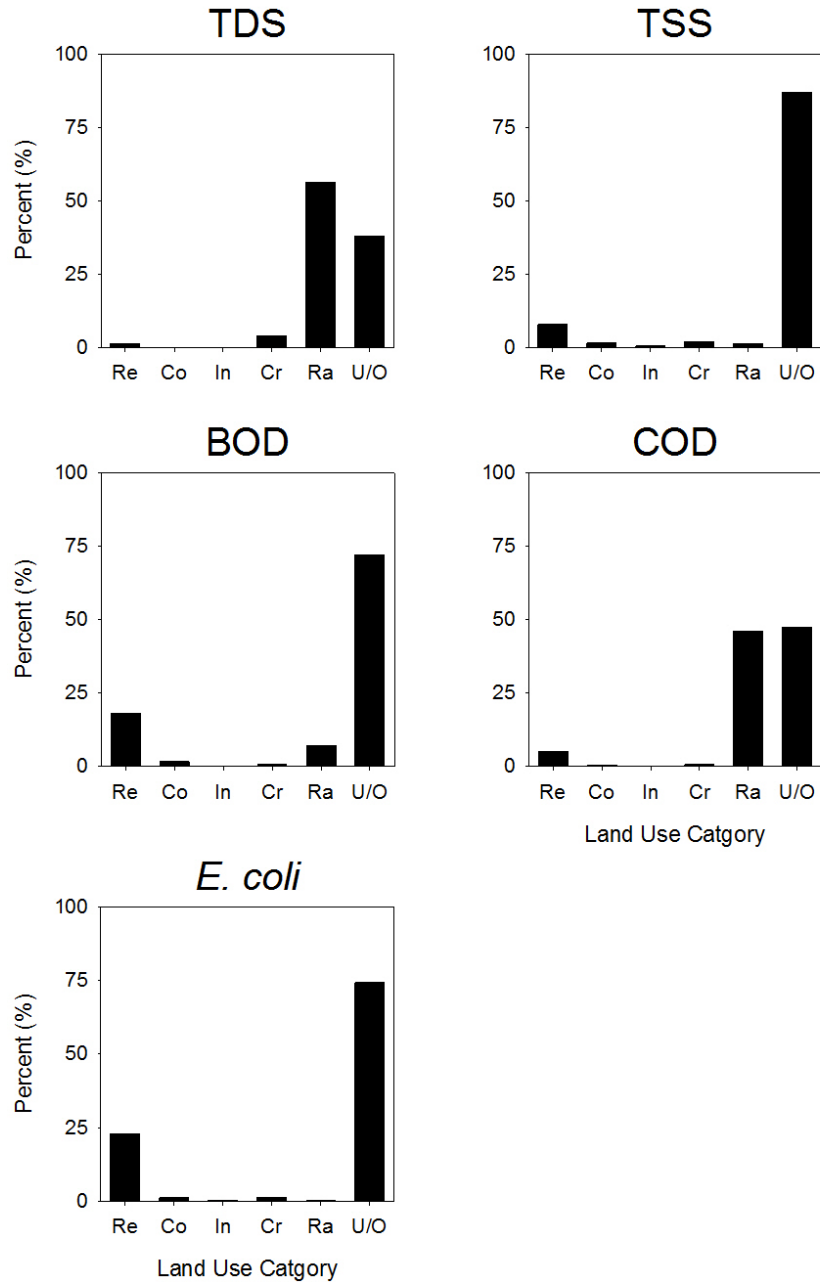 TDS
TSS
100
75
50
25
0
Percent (%)
Re Co In Cr Ra U/O
100
75
50
25
0
Re Co In Cr Ra U/O
BOD
COD
100
75
50
25
0
Percent (%)
Re Co In Cr Ra U/O
100
75
50
25
0
Re Co In Cr Ra U/O
Land Use Catgory
E. coli
100
75
50
25
0
Percent (%)
Re Co In Cr Ra U/O
Land Use Catgory